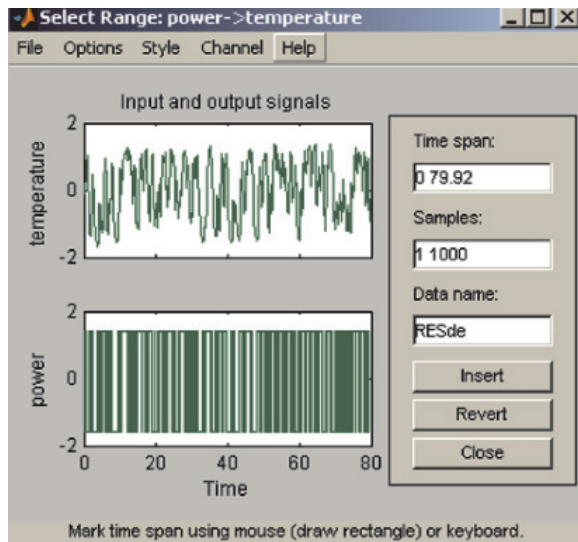 Select Range: power->temperature
File Options Style Channel Help
Input and output signals
temperature
2
0
-2
power
2
0
-2
0 20 40 60 80
Time
Time span:
0 79.92
Samples:
1 1000
Data name:
RESde
Insert
Revert
Close
Mark time span using mouse (draw rectangle) or keyboard.